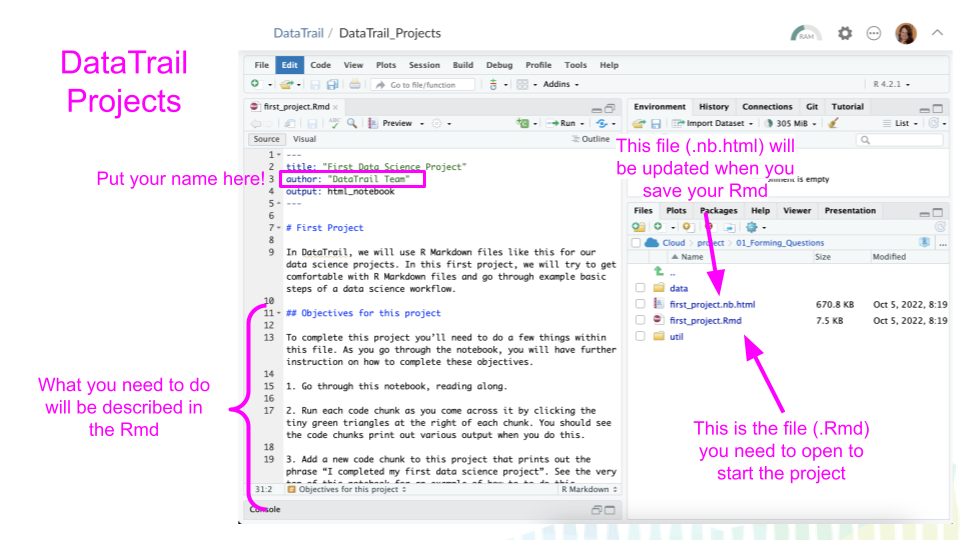 DataTrail / DataTrail_Projects
RAM
DataTrail
Projects
File Edit Code View Plots Session Build Debug Profile Tools Help
Go to file/function
Addins
R 4.2.1
first_project.Rmd
Preview
Run
Source Visual
Outline
1 ---
2 title: "First Data Science Project"
3 author: "DataTrail Team"
4 output: html_notebook
5 ---
6
7 # First Project
8
9 In DataTrail, we will use R Markdown files like this for our
data science projects. In this first project, we will try to get
comfortable with R Markdown files and go through example basic
steps of a data science workflow.
10
11 ## Objectives for this project
12
13 To complete this project you'll need to do a few things within
this file. As you go through the notebook, you will have further
instruction on how to complete these objectives.
14
15 1. Go through this notebook, reading along.
16
17 2. Run each code chunk as you come across it by clicking the
tiny green triangles at the right of each chunk. You should see
the code chunks print out various output when you do this.
18
19 3. Add a new code chunk to this project that prints out the
phrase “I completed my first data science project”. See the very
top of this notebook for an example of how to do this
31:2 Objectives for this project R Markdown
Console
Put your name here!
What you need to do
will be described in
the Rmd
Environment History Connections Git Tutorial
Import Dataset 305 MiB List
This file (.nb.html) will
be updated when you
save your Rmd
is empty
Files Plots Packages Help Viewer Presentation
Cloud > project > 01_Forming_Questions ...
Name Size Modified
..
data
first_project.nb.html 670.8 KB Oct 5, 2022, 8:19
first_project.Rmd 7.5 KB Oct 5, 2022, 8:19
util
This is the file (.Rmd)
you need to open to
start the project